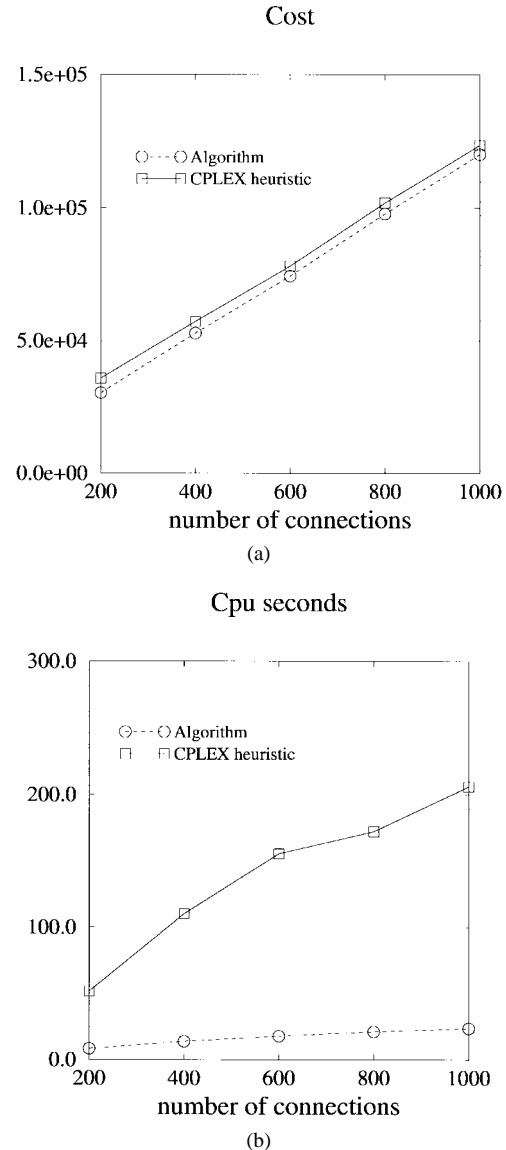 Cost
1.5e+05
Algorithm
CPLEX heuristic
1.0e+05
5.0e+04
0.0e+00
200 400 600 800 1000
number of connections
(a)
Cpu seconds
300.0
Algorithm
CPLEX heuristic
200.0
100.0
0.0
200 400 600 800 1000
number of connections
(b)